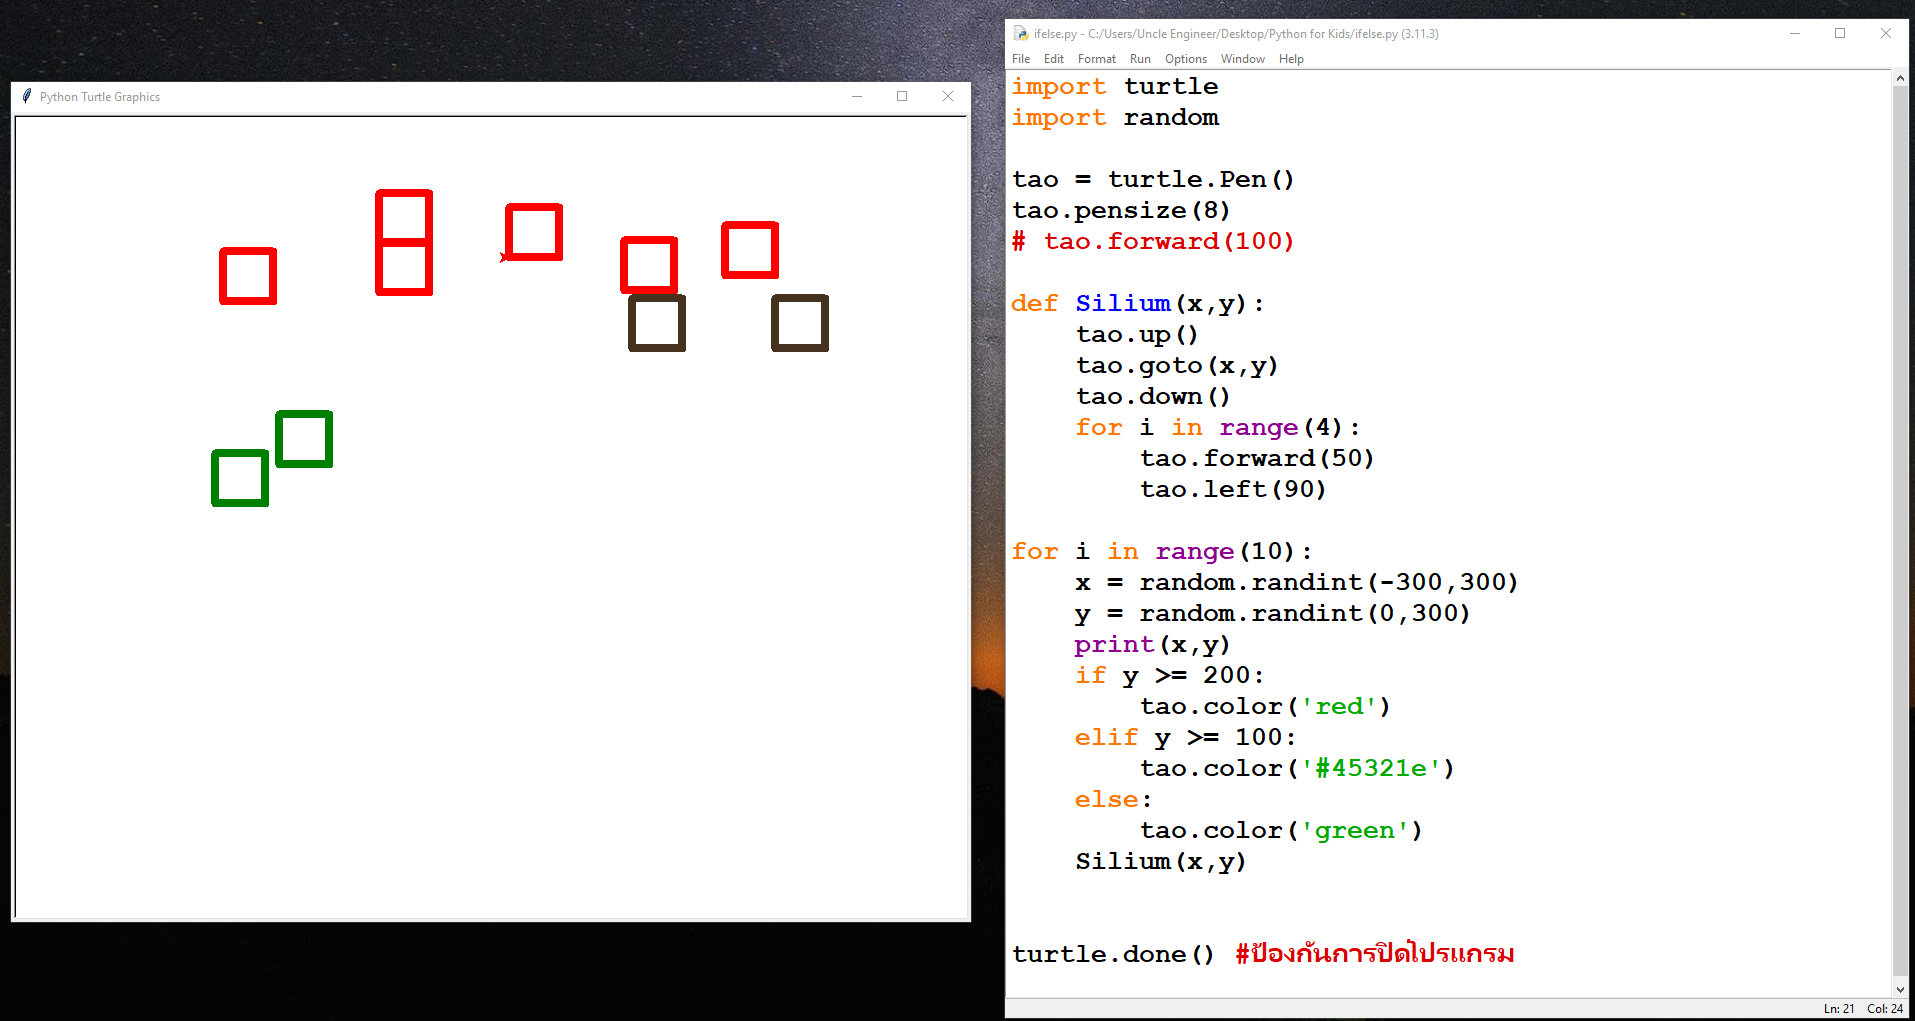 Python Turtle Graphics
ifelse.py - C:/Users/Uncle Engineer/Desktop/Python for Kids/ifelse.py (3.11.3)
File Edit Format Run Options Window Help
import turtle
import random
tao = turtle.Pen()
tao.pensize(8)
# tao.forward(100)
def Silium(x,y):
    tao.up()
    tao.goto(x,y)
    tao.down()
    for i in range(4):
        tao.forward(50)
        tao.left(90)
for i in range(10):
    x = random.randint(-300,300)
    y = random.randint(0,300)
    print(x,y)
    if y >= 200:
        tao.color('red')
    elif y >= 100:
        tao.color('#45321e')
    else:
        tao.color('green')
    Silium(x,y)
turtle.done() #ป้องกันการปิดโปรแกรม
Ln: 21 Col: 24